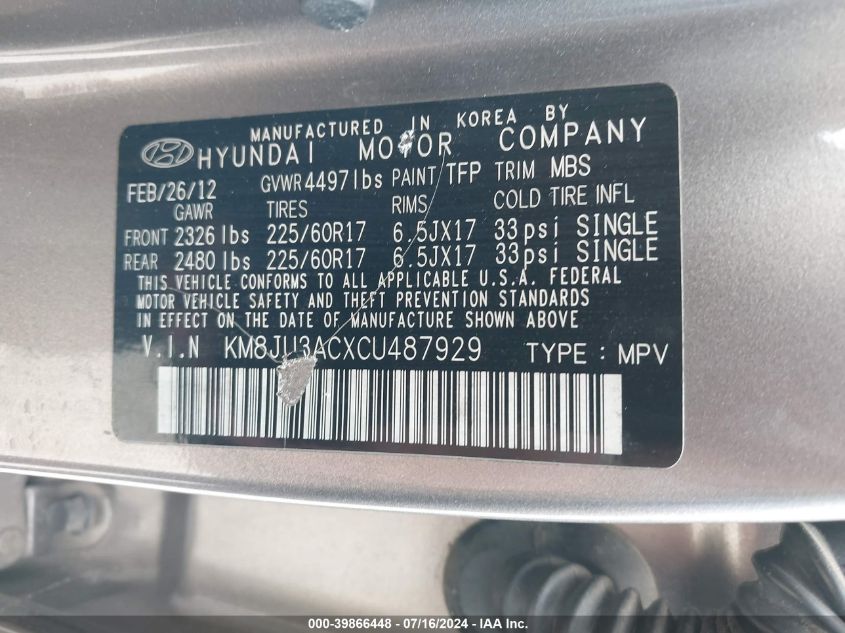 MANUFACTURED IN KOREA BY
HYUNDAI MOTOR COMPANY
FEB/26/12 GVWR 4497lbs PAINT TFP TRIM MBS
GAWR TIRES RIMS COLD TIRE INFL
FRONT 2326 lbs 225/60R17 6.5JX17 33psi SINGLE
REAR 2480 lbs 225/60R17 6.5JX17 33psi SINGLE
THIS VEHICLE CONFORMS TO ALL APPLICABLE U.S.A. FEDERAL
MOTOR VEHICLE SAFETY AND THEFT PREVENTION STANDARDS
IN EFFECT ON THE DATE OF MANUFACTURE SHOWN ABOVE
V.I.N KM8JU3ACXCU487929 TYPE : MPV
000-39866448 - 07/16/2024 - IAA Inc.